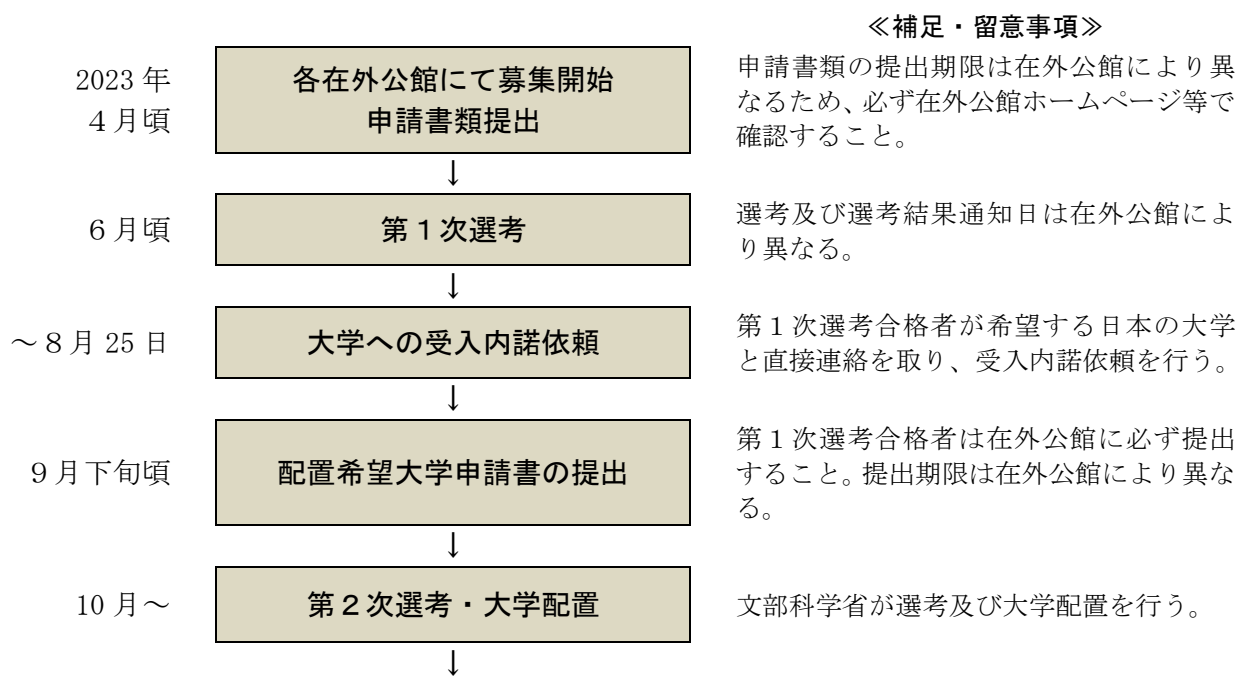 ≪補足・留意事項≫
2023 年
４月頃
各在外公館にて募集開始
申請書類提出
申請書類の提出期限は在外公館により異
なるため、必ず在外公館ホームページ等で
確認すること。
↓
６月頃
第１次選考
選考及び選考結果通知日は在外公館によ
り異なる。
↓
～８月 25 日
大学への受入内諾依頼
第１次選考合格者が希望する日本の大学
と直接連絡を取り、受入内諾依頼を行う。
↓
９月下旬頃
配置希望大学申請書の提出
第１次選考合格者は在外公館に必ず提出
すること。提出期限は在外公館により異な
る。
↓
10 月～
第２次選考・大学配置
文部科学省が選考及び大学配置を行う。
↓